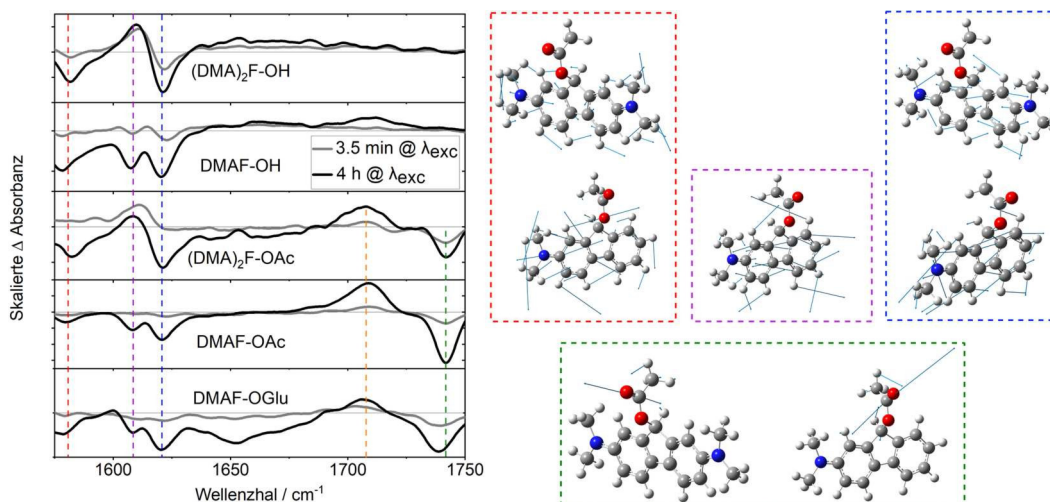 Skalierte Δ Absorbanz
(DMA)₂F-OH
DMAF-OH
3.5 min @ λexc
4 h @ λexc
(DMA)₂F-OAc
DMAF-OAc
DMAF-OGlu
1600 1650 1700 1750
Wellenzhal / cm⁻¹